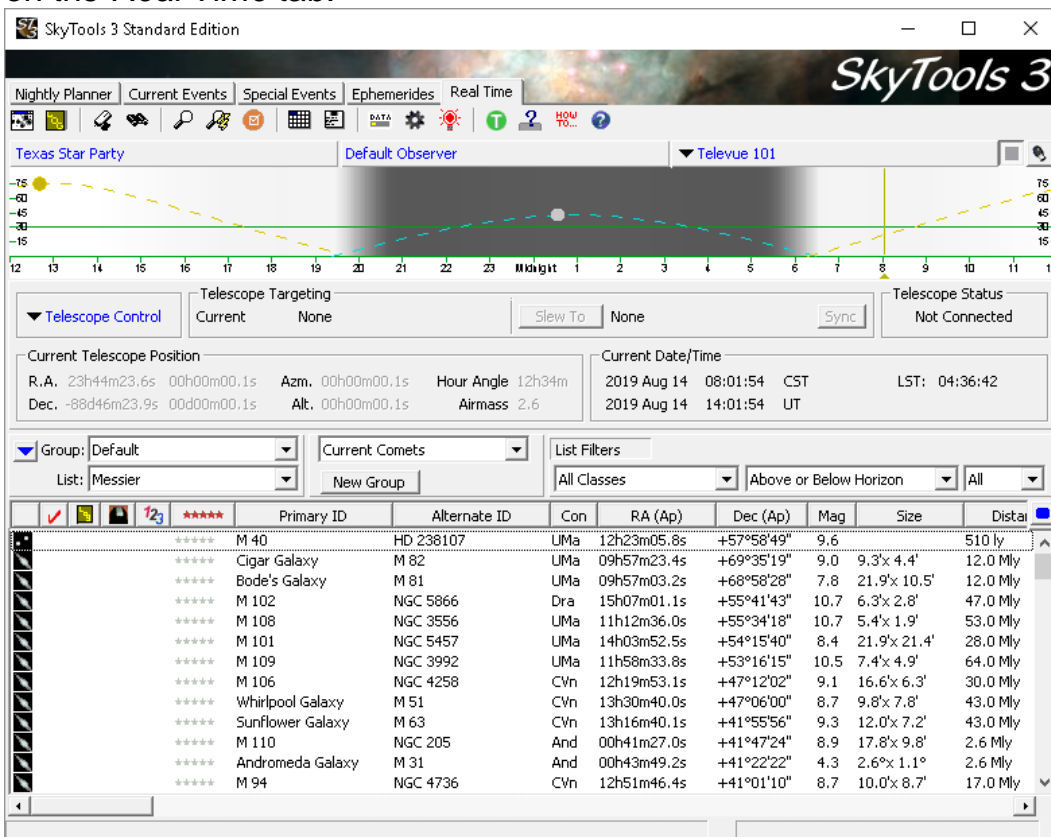 on the Real Time tab.
SkyTools 3 Standard Edition
SkyTools 3
Nightly Planner Current Events Special Events Ephemerides Real Time
DATA T ? HOW TO...  ?
Texas Star Party Default Observer Televue 101
75 75
60 60
45 45
30 30
15 15
12 13 14 15 16 17 18 19 20 21 22 23 Midnight 1 2 3 4 5 6 7 8 9 10 11 1
Telescope Targeting Telescope Status
Telescope Control Current None Slew To None Sync Not Connected
Current Telescope Position Current Date/Time
R.A. 23h44m23.6s 00h00m00.1s Azm. 00h00m00.1s Hour Angle 12h34m 2019 Aug 14 08:01:54 CST LST: 04:36:42
Dec. -88d46m23.9s 00d00m00.1s Alt. 00h00m00.1s Airmass 2.6 2019 Aug 14 14:01:54 UT
Group: Default Current Comets List Filters
List: Messier New Group All Classes Above or Below Horizon All
123 ***** Primary ID Alternate ID Con RA (Ap) Dec (Ap) Mag Size Distar
***** M 40 HD 238107 UMa 12h23m05.8s +57°58'49" 9.6 510 ly
***** Cigar Galaxy M 82 UMa 09h57m23.4s +69°35'19" 9.0 9.3'x 4.4' 12.0 Mly
***** Bode's Galaxy M 81 UMa 09h57m03.2s +68°58'28" 7.8 21.9'x 10.5' 12.0 Mly
***** M 102 NGC 5866 Dra 15h07m01.1s +55°41'43" 10.7 6.3'x 2.8' 47.0 Mly
***** M 108 NGC 3556 UMa 11h12m36.0s +55°34'18" 10.7 5.4'x 1.9' 53.0 Mly
***** M 101 NGC 5457 UMa 14h03m52.5s +54°15'40" 8.4 21.9'x 21.4' 28.0 Mly
***** M 109 NGC 3992 UMa 11h58m33.8s +53°16'15" 10.5 7.4'x 4.9' 64.0 Mly
***** M 106 NGC 4258 CVn 12h19m53.1s +47°12'02" 9.1 16.6'x 6.3' 30.0 Mly
***** Whirlpool Galaxy M 51 CVn 13h30m40.0s +47°06'00" 8.7 9.8'x 7.8' 43.0 Mly
***** Sunflower Galaxy M 63 CVn 13h16m40.1s +41°55'56" 9.3 12.0'x 7.2' 43.0 Mly
***** M 110 NGC 205 And 00h41m27.0s +41°47'24" 8.9 17.8'x 9.8' 2.6 Mly
***** Andromeda Galaxy M 31 And 00h43m49.2s +41°22'22" 4.3 2.6°x 1.1° 2.6 Mly
***** M 94 NGC 4736 CVn 12h51m46.4s +41°01'10" 8.7 10.0'x 8.7' 17.0 Mly